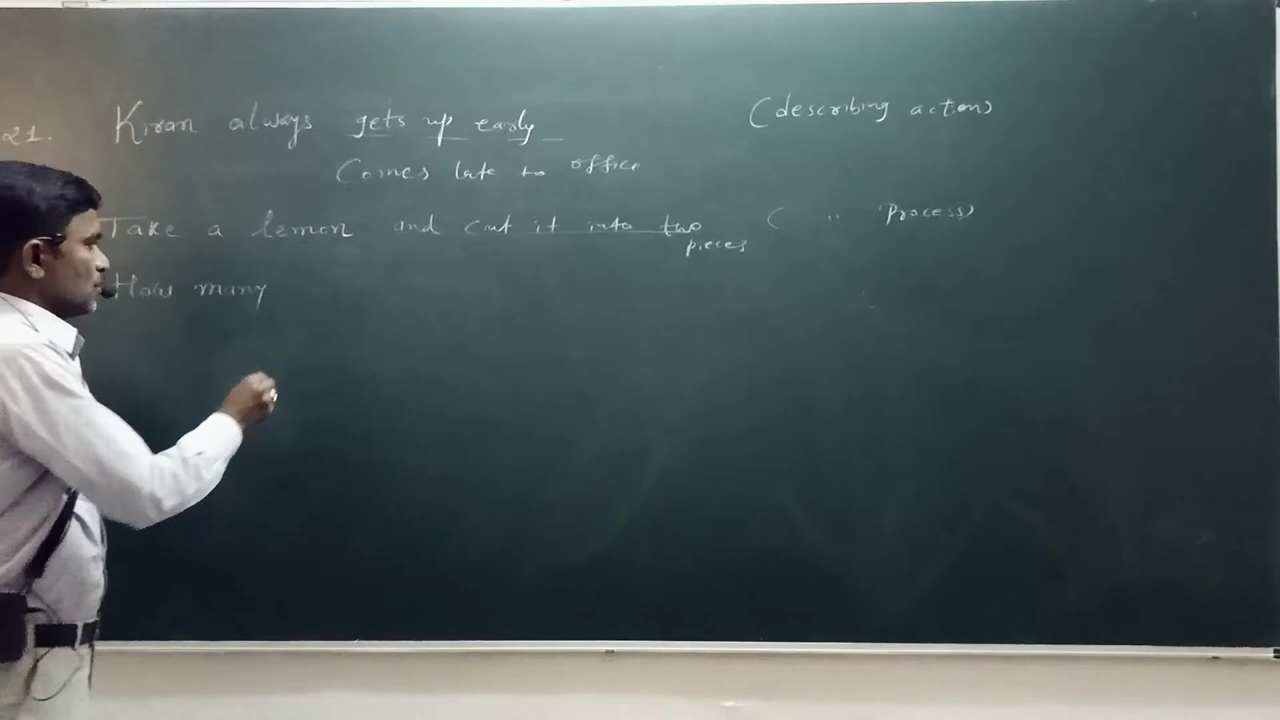 21. Kiran always gets up early (describing action)
Comes late to office
Take a lemon and cut it into two ( " Process)
pieces
How many